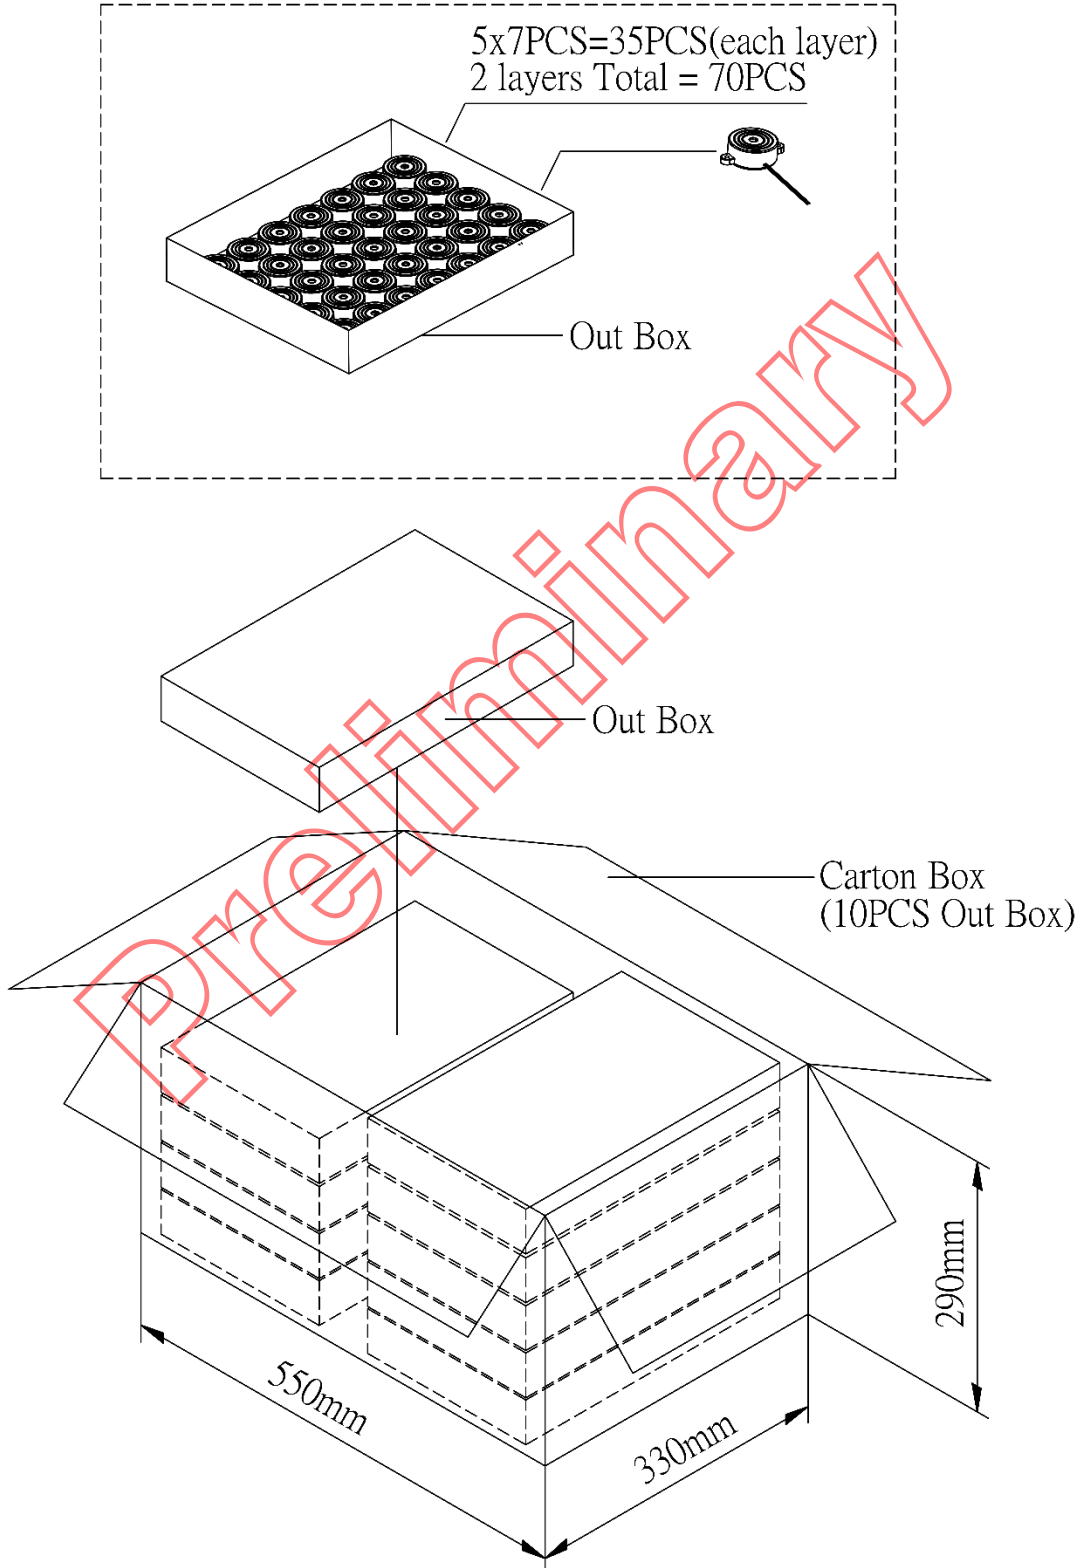 5x7PCS=35PCS(each layer)
2 layers Total = 70PCS
Out Box
Out Box
Carton Box
(10PCS Out Box)
Preliminary
290mm
550mm
330mm